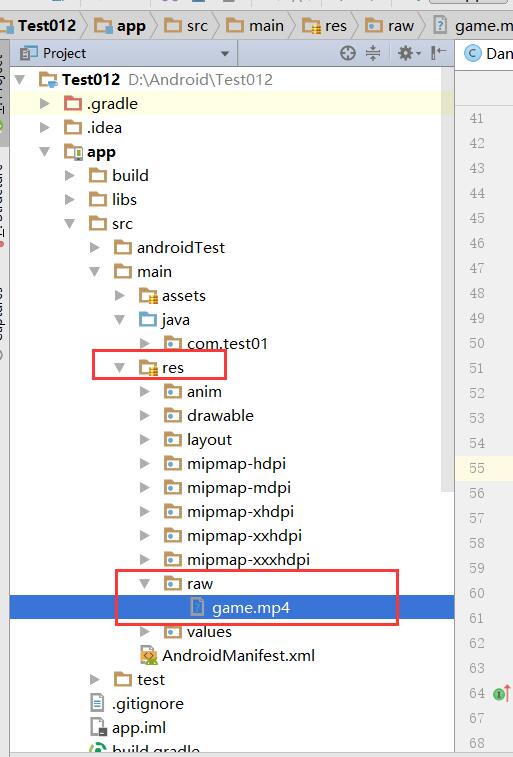 Test012 app src main res raw game.m
Project
Dan
Test012 D:\Android\Test012
.gradle
.idea
app
build
libs
src
androidTest
main
assets
java
com.test01
res
anim
drawable
layout
mipmap-hdpi
mipmap-mdpi
mipmap-xhdpi
mipmap-xxhdpi
mipmap-xxxhdpi
raw
game.mp4
values
AndroidManifest.xml
test
.gitignore
app.iml
build.gradle
41
42
43
44
45
46
47
48
49
50
51
52
53
54
55
56
57
58
59
60
61
62
63
64
67
68